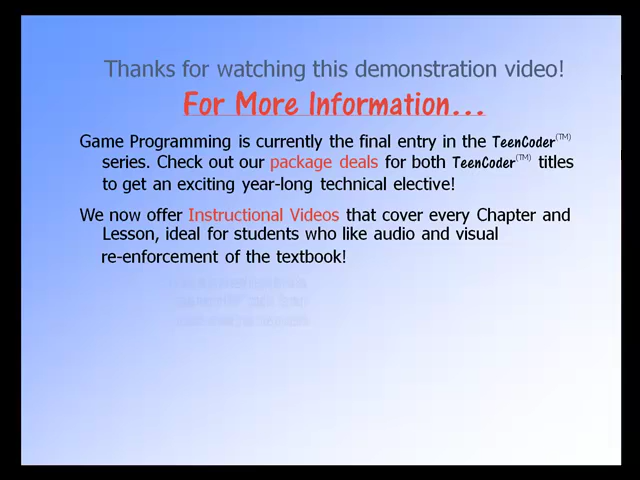 Thanks for watching this demonstration video!
For More Information...
Game Programming is currently the final entry in the TeenCoder(TM)
series. Check out our package deals for both TeenCoder(TM) titles
to get an exciting year-long technical elective!
We now offer Instructional Videos that cover every Chapter and
Lesson, ideal for students who like audio and visual
re-enforcement of the textbook!